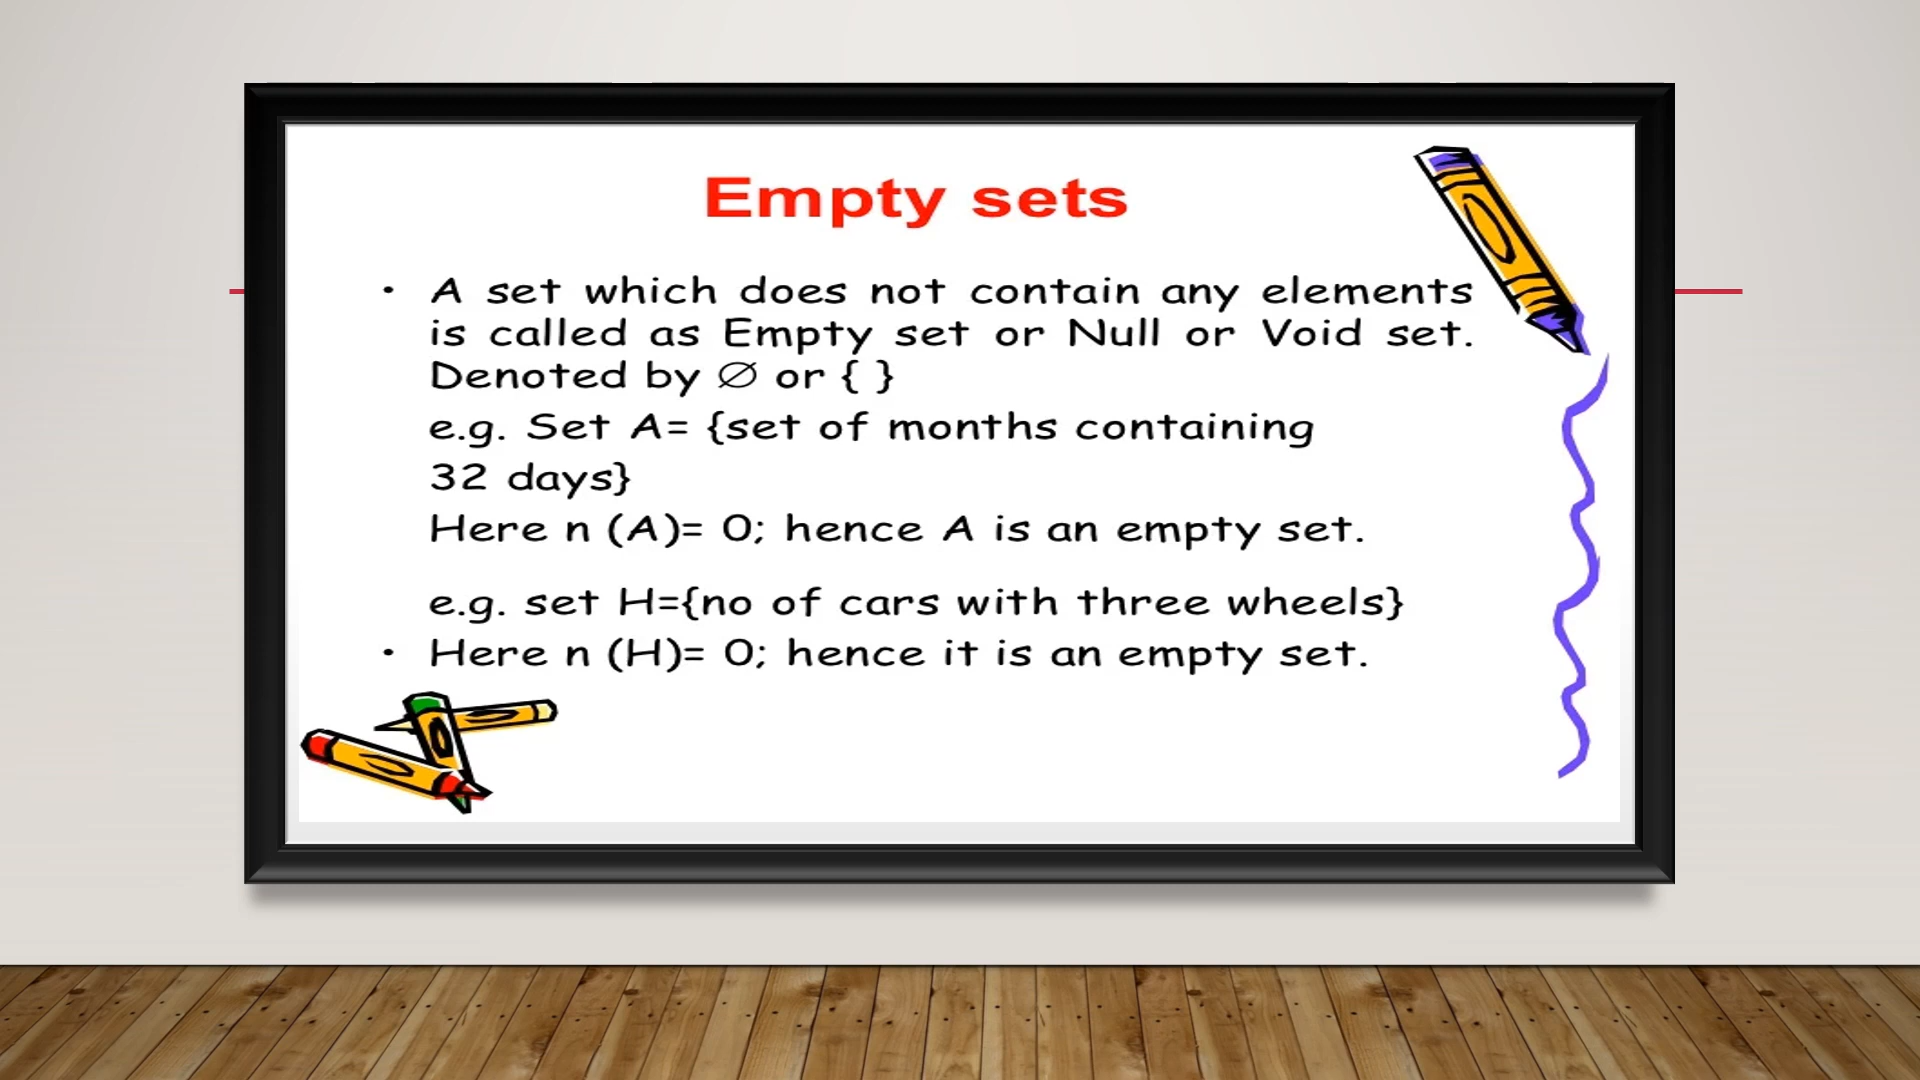 Empty sets
• A set which does not contain any elements
is called as Empty set or Null or Void set.
Denoted by ∅ or { }
e.g. Set A= {set of months containing
32 days}
Here n (A)= 0; hence A is an empty set.
e.g. set H={no of cars with three wheels}
• Here n (H)= 0; hence it is an empty set.